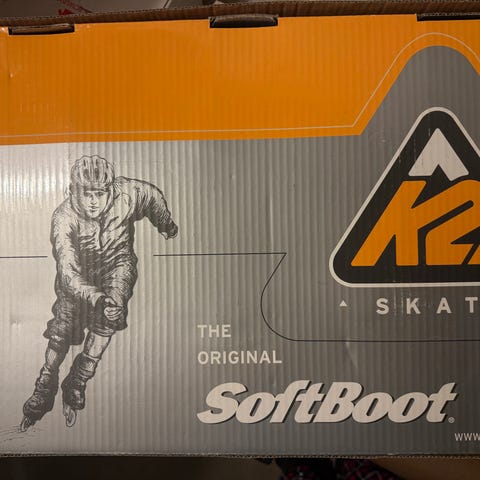 K2
SKAT
THE
ORIGINAL
SoftBoot®
WWW.